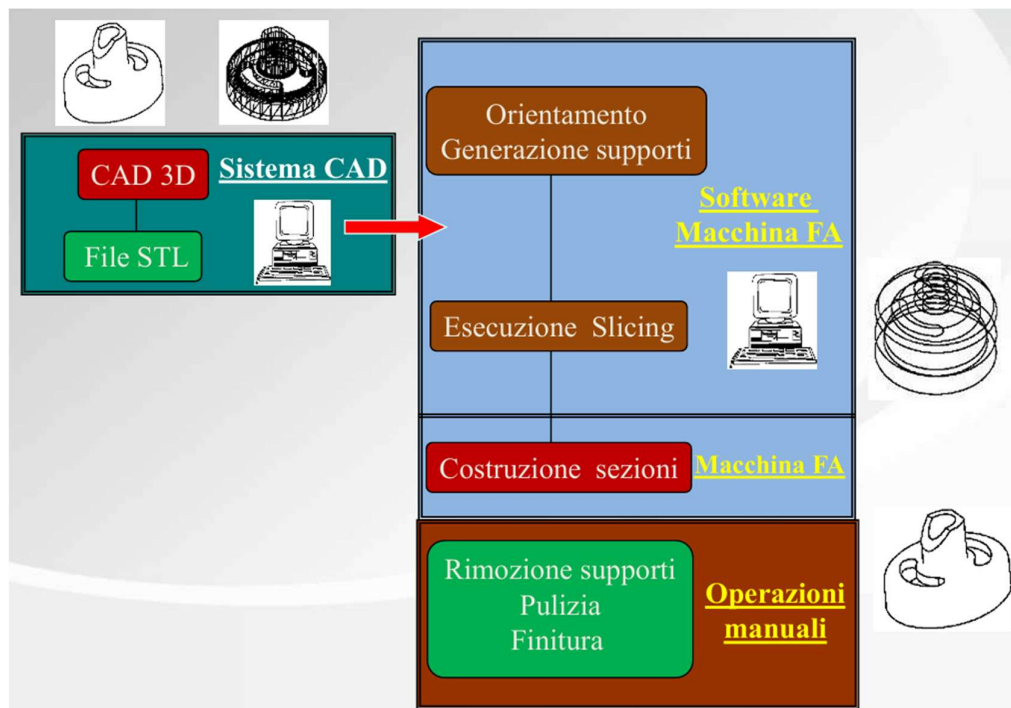 CAD 3D
Sistema CAD
File STL
Orientamento
Generazione supporti
Software
Macchina FA
Esecuzione Slicing
Costruzione sezioni
Macchina FA
Rimozione supporti
Pulizia
Finitura
Operazioni
manuali